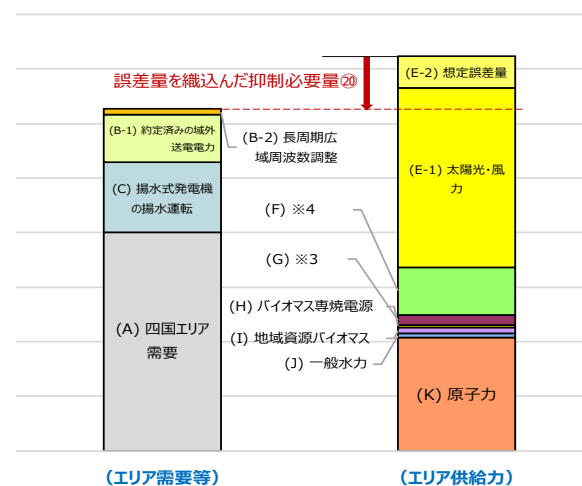 (E-2) 想定誤差量
誤差量を織込んだ抑制必要量⑳
(B-1) 約定済みの域外
送電電力
(B-2) 長周期広
域周波数調整
(E-1) 太陽光・風
力
(C) 揚水式発電機
の揚水運転
(F) ※4
(G) ※3
(H) バイオマス専焼電源
(A) 四国エリア
需要
(I) 地域資源バイオマス
(J) 一般水力
(K) 原子力
(エリア需要等)
(エリア供給力)